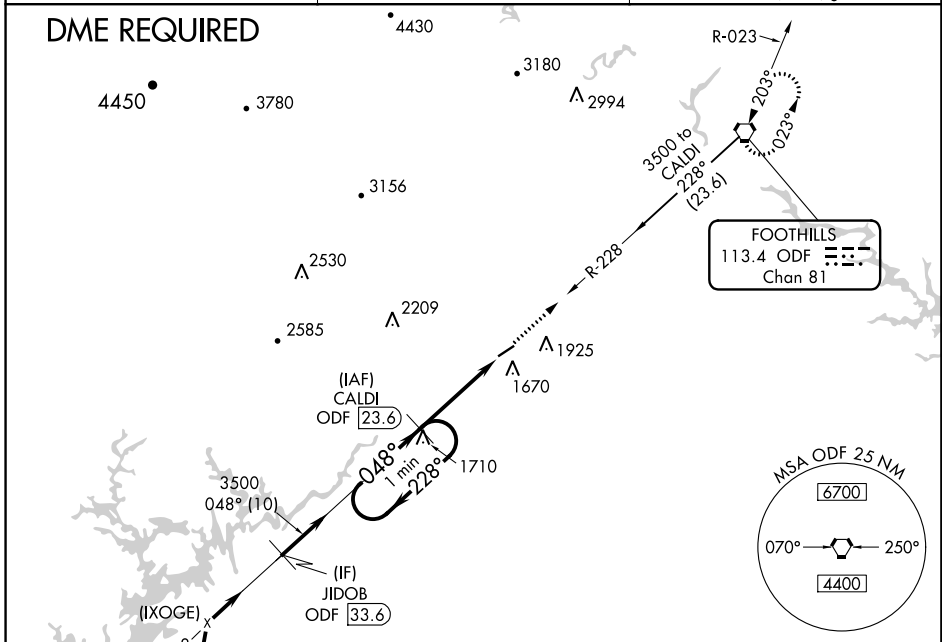 DME REQUIRED
4430
R-023
3180
4450
3780
2994
203°
023°
3500 to
CALDI
228°
(23.6)
3156
FOOTHILLS
113.4 ODF
Chan 81
R-228
2530
2209
2585
1925
1670
(IAF)
CALDI
ODF 23.6
048°
1 min
228°
1710
3500
048° (10)
MSA ODF 25 NM
6700
070°
250°
4400
(IF)
JIDOB
ODF 33.6
(IXOGE)
X